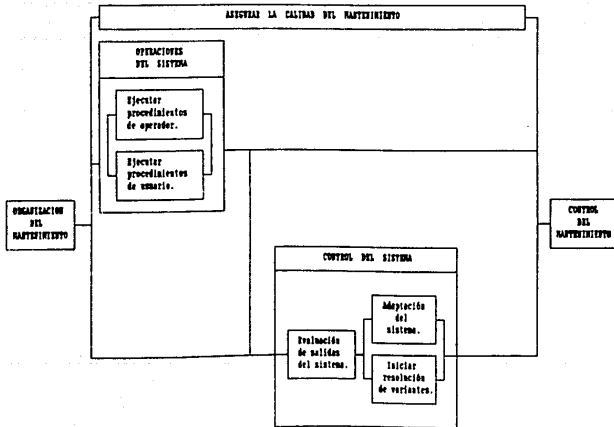 ASEGURAR LA CALIDAD DEL MANTENIMIENTO
OPERACIONES
DEL SISTEMA
Ejecutar
procedimientos
de operador.
Ejecutar
procedimientos
de usuario.
ORGANIZACION
DEL
MANTENIMIENTO
CONTROL
DEL
MANTENIMIENTO
CONTROL DEL SISTEMA
Evaluación
de salidas
del sistema.
Adaptación
del
sistema.
Iniciar
resolución
de variantes.